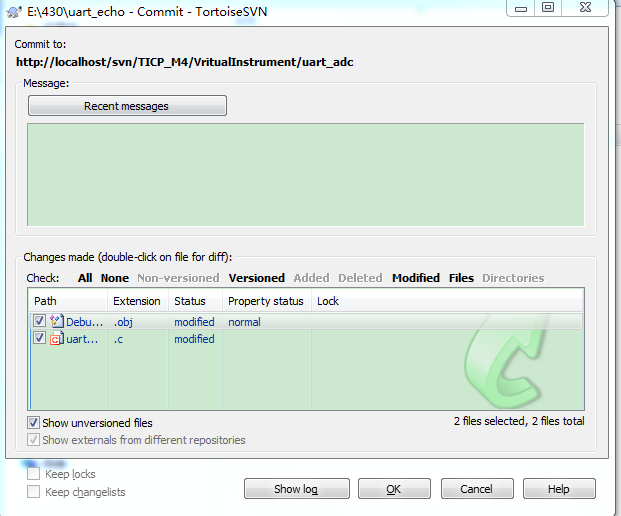 E:\430\uart_echo - Commit - TortoiseSVN
Commit to:
http://localhost/svn/TICP_M4/VritualInstrument/uart_adc
Message:
Recent messages
Changes made (double-click on file for diff):
Check: All None Non-versioned Versioned Added Deleted Modified Files Directories
Path Extension Status Property status Lock
Debu... .obj modified normal
uart... .c modified
Show unversioned files
2 files selected, 2 files total
Show externals from different repositories
Keep locks
Keep changelists
Show log OK Cancel Help